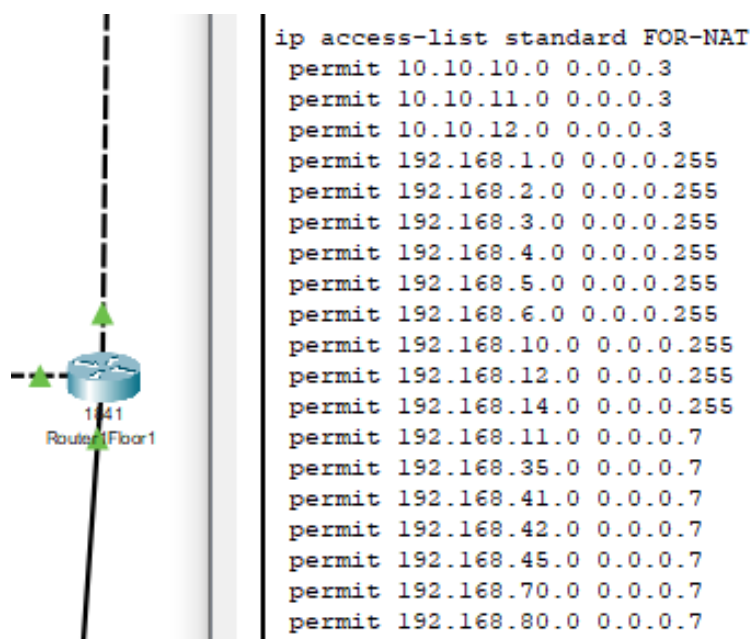 1841
Router1Floor1
ip access-list standard FOR-NAT
permit 10.10.10.0 0.0.0.3
permit 10.10.11.0 0.0.0.3
permit 10.10.12.0 0.0.0.3
permit 192.168.1.0 0.0.0.255
permit 192.168.2.0 0.0.0.255
permit 192.168.3.0 0.0.0.255
permit 192.168.4.0 0.0.0.255
permit 192.168.5.0 0.0.0.255
permit 192.168.6.0 0.0.0.255
permit 192.168.10.0 0.0.0.255
permit 192.168.12.0 0.0.0.255
permit 192.168.14.0 0.0.0.255
permit 192.168.11.0 0.0.0.7
permit 192.168.35.0 0.0.0.7
permit 192.168.41.0 0.0.0.7
permit 192.168.42.0 0.0.0.7
permit 192.168.45.0 0.0.0.7
permit 192.168.70.0 0.0.0.7
permit 192.168.80.0 0.0.0.7